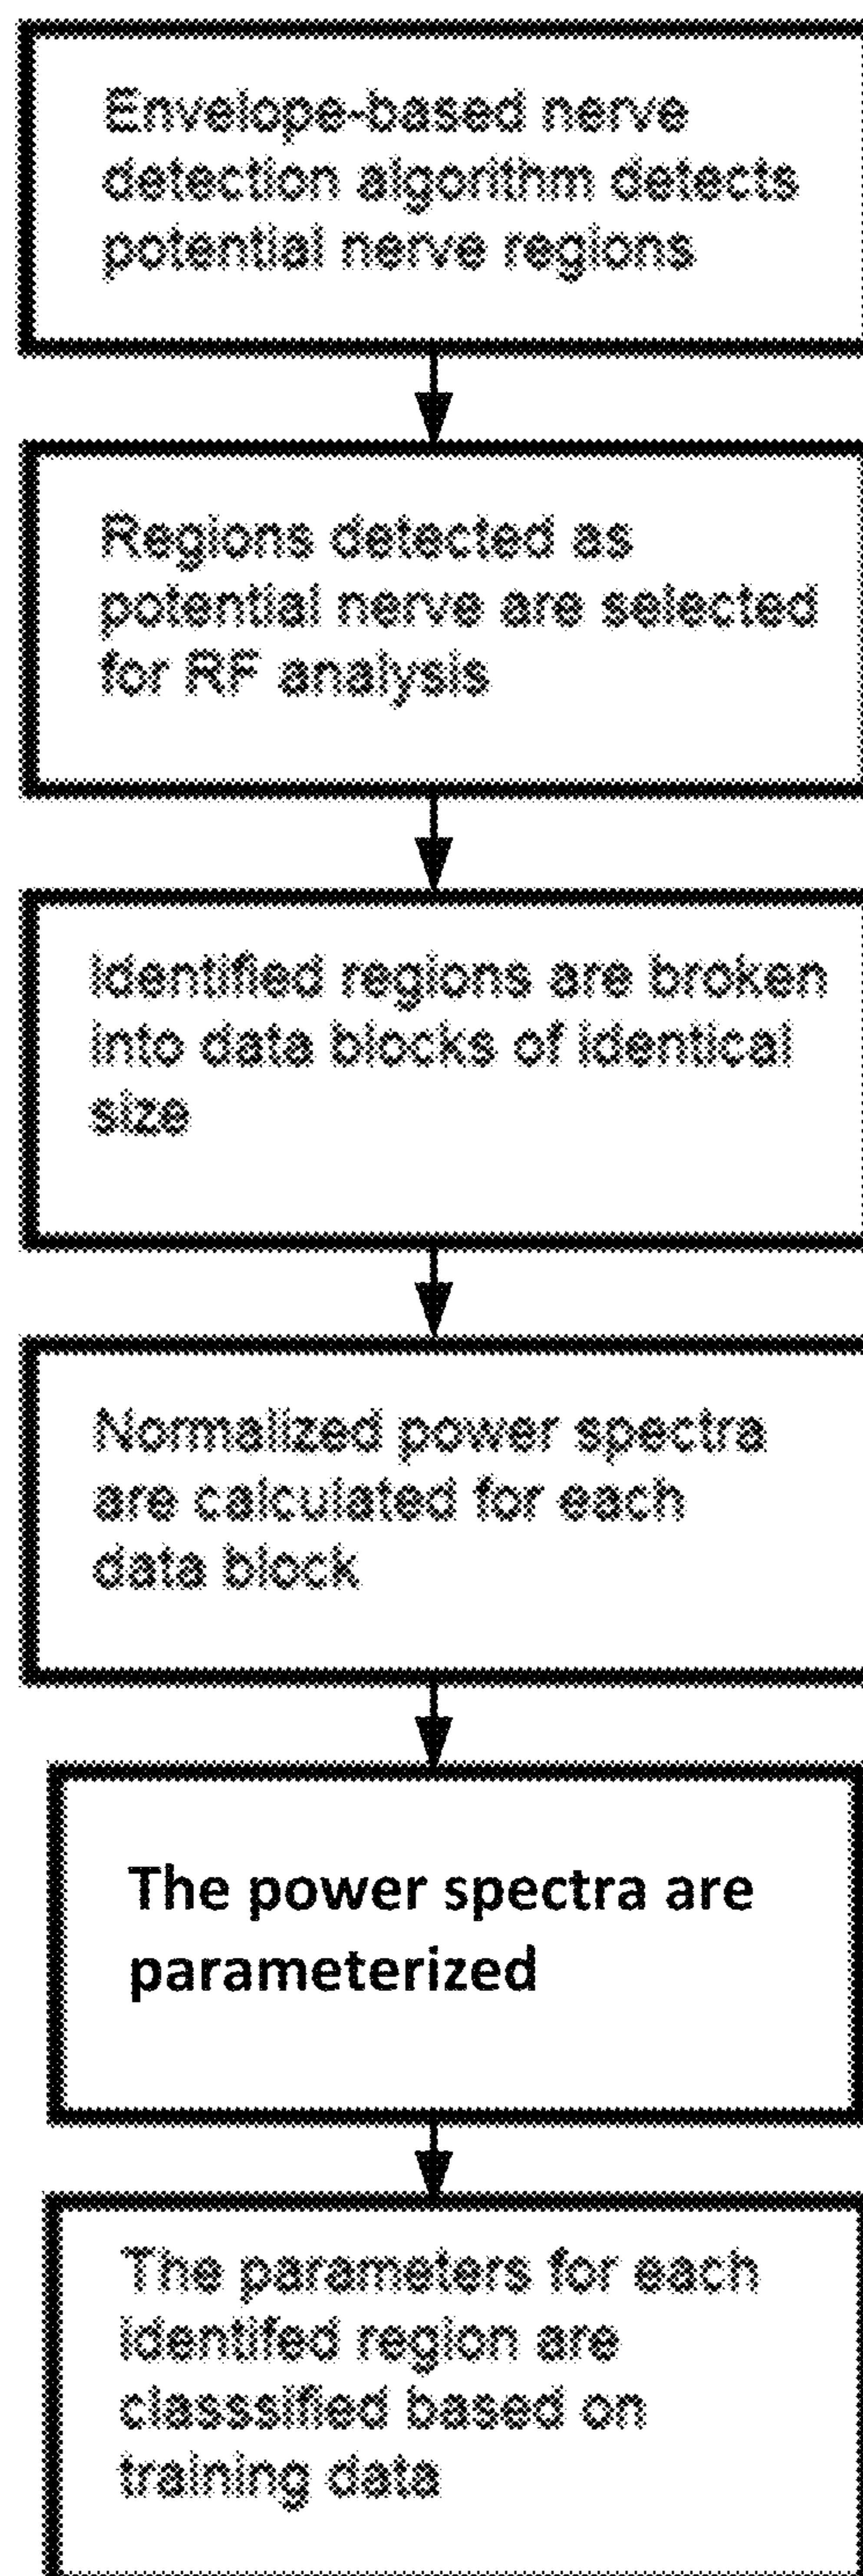 Envelope-based nerve
detection algorithm detects
potential nerve regions
Regions detected as
potential nerve are selected
for RF analysis
Identified regions are broken
into data blocks of identical
size
Normalized power spectra
are calculated for each
data block
The power spectra are
parameterized
The parameters for each
identifed region are
classsified based on
training data